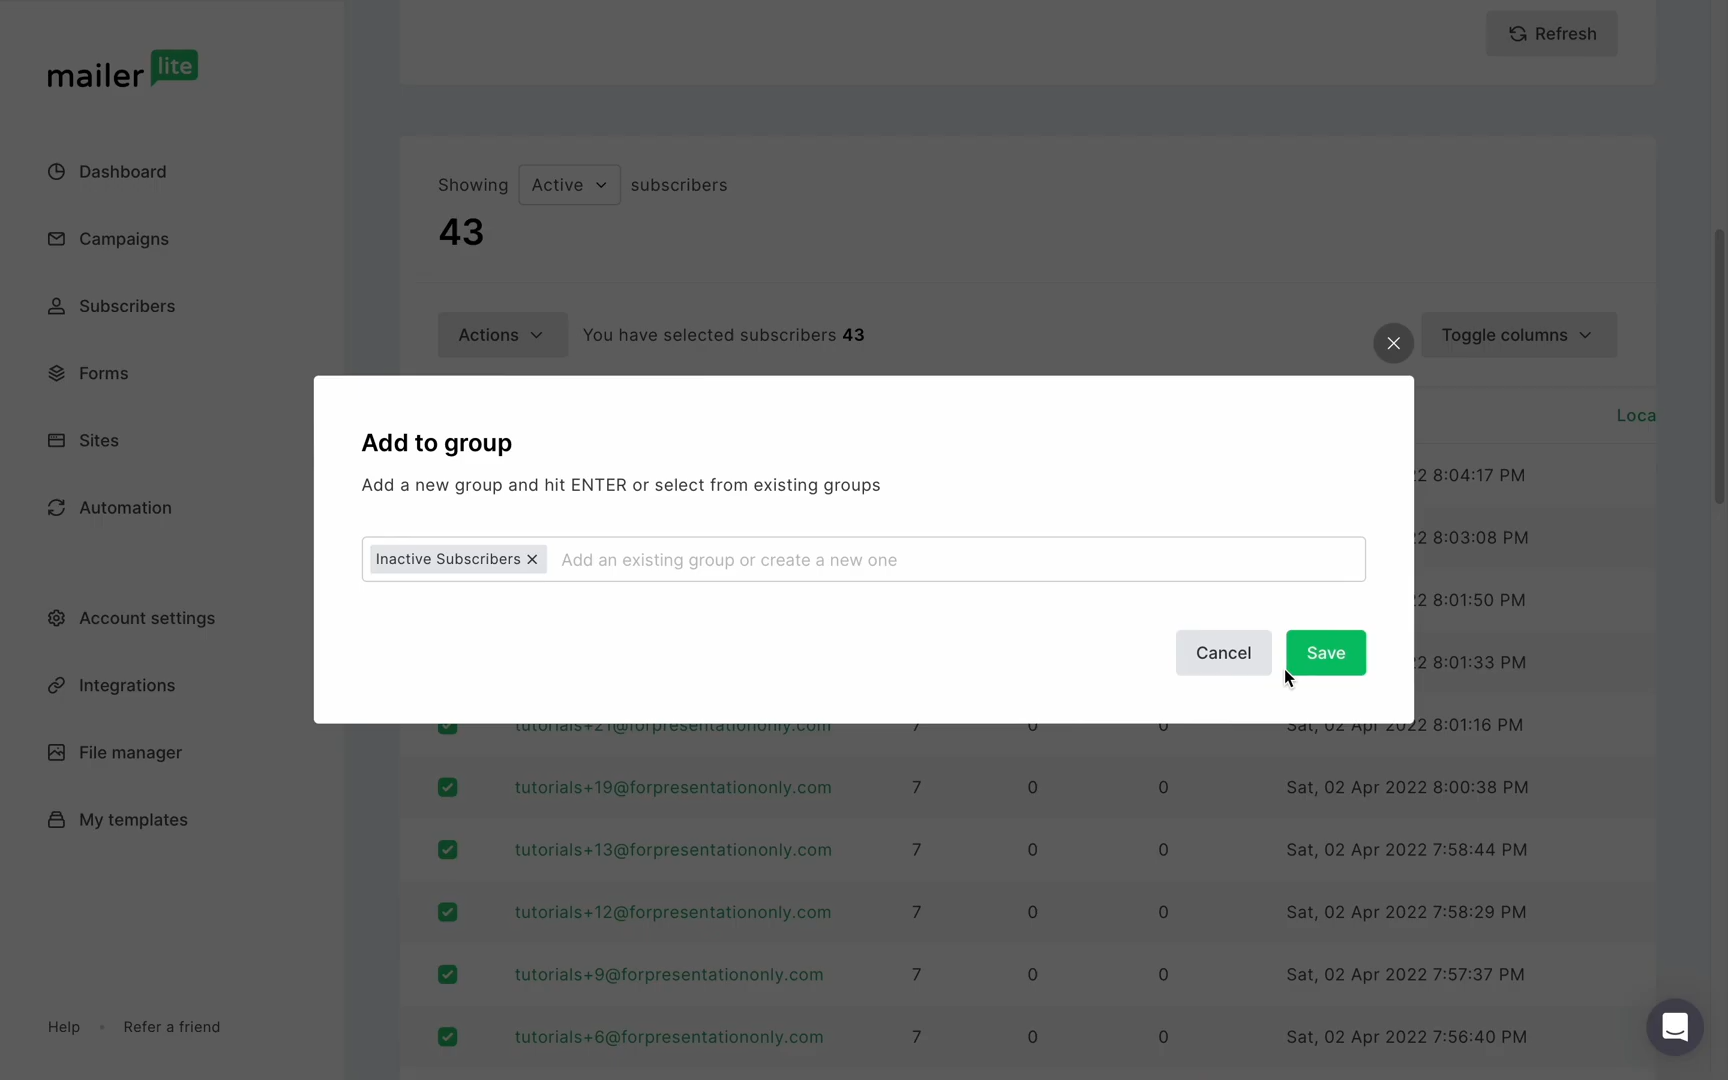 mailer lite
Refresh
Dashboard
Campaigns
Subscribers
Forms
Sites
Automation
Account settings
Integrations
File manager
My templates
Help • Refer a friend
Showing Active subscribers
43
Actions You have selected subscribers 43
Toggle columns
Loca
Add to group
Add a new group and hit ENTER or select from existing groups
Inactive Subscribers Add an existing group or create a new one
Cancel Save
2 8:04:17 PM
2 8:03:08 PM
2 8:01:50 PM
2 8:01:33 PM
tutorials+21@forpresentationonly.com 7 0 0 Sat, 02 Apr 2022 8:01:16 PM
tutorials+19@forpresentationonly.com 7 0 0 Sat, 02 Apr 2022 8:00:38 PM
tutorials+13@forpresentationonly.com 7 0 0 Sat, 02 Apr 2022 7:58:44 PM
tutorials+12@forpresentationonly.com 7 0 0 Sat, 02 Apr 2022 7:58:29 PM
tutorials+9@forpresentationonly.com 7 0 0 Sat, 02 Apr 2022 7:57:37 PM
tutorials+6@forpresentationonly.com 7 0 0 Sat, 02 Apr 2022 7:56:40 PM